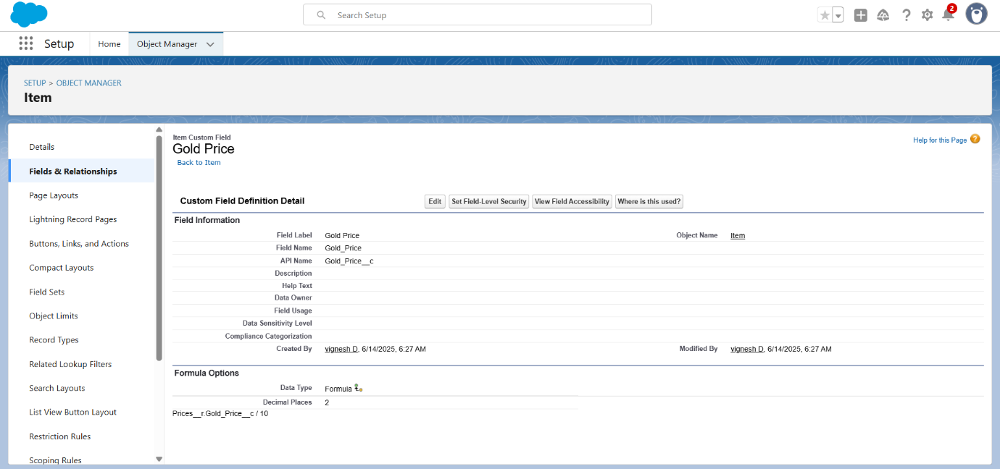 Search Setup
2
Setup
Home
Object Manager
SETUP > OBJECT MANAGER
Item
Details
Fields & Relationships
Page Layouts
Lightning Record Pages
Buttons, Links, and Actions
Compact Layouts
Field Sets
Object Limits
Record Types
Related Lookup Filters
Search Layouts
List View Button Layout
Restriction Rules
Scoping Rules
Item Custom Field
Gold Price
Back to Item
Help for this Page ?
Custom Field Definition Detail Edit Set Field-Level Security View Field Accessibility Where is this used?
Field Information
Field Label Gold Price Object Name Item
Field Name Gold_Price
API Name Gold_Price__c
Description
Help Text
Data Owner
Field Usage
Data Sensitivity Level
Compliance Categorization
Created By vignesh D, 6/14/2025, 6:27 AM Modified By vignesh D, 6/14/2025, 6:27 AM
Formula Options
Data Type Formula
Decimal Places 2
Prices__r.Gold_Price__c / 10